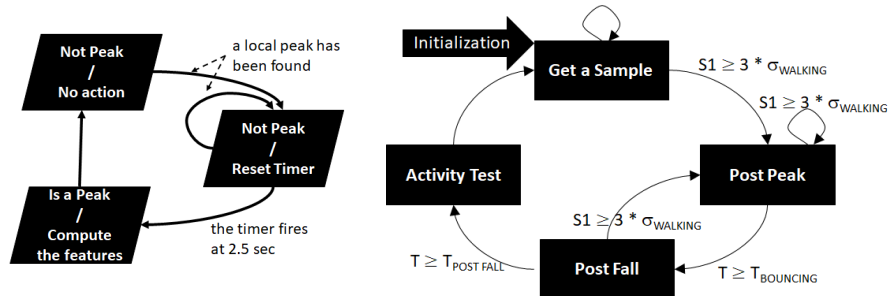 Not Peak
/
No action
a local peak has
been found
Not Peak
/
Reset Timer
Is a Peak
/
Compute
the features
the timer fires
at 2.5 sec
Initialization
Get a Sample
S1 ≥ 3 * σWALKING
S1 ≥ 3 * σWALKING
Activity Test
Post Peak
S1 ≥ 3 * σWALKING
T ≥ TPOST FALL
Post Fall
T ≥ TBOUNCING